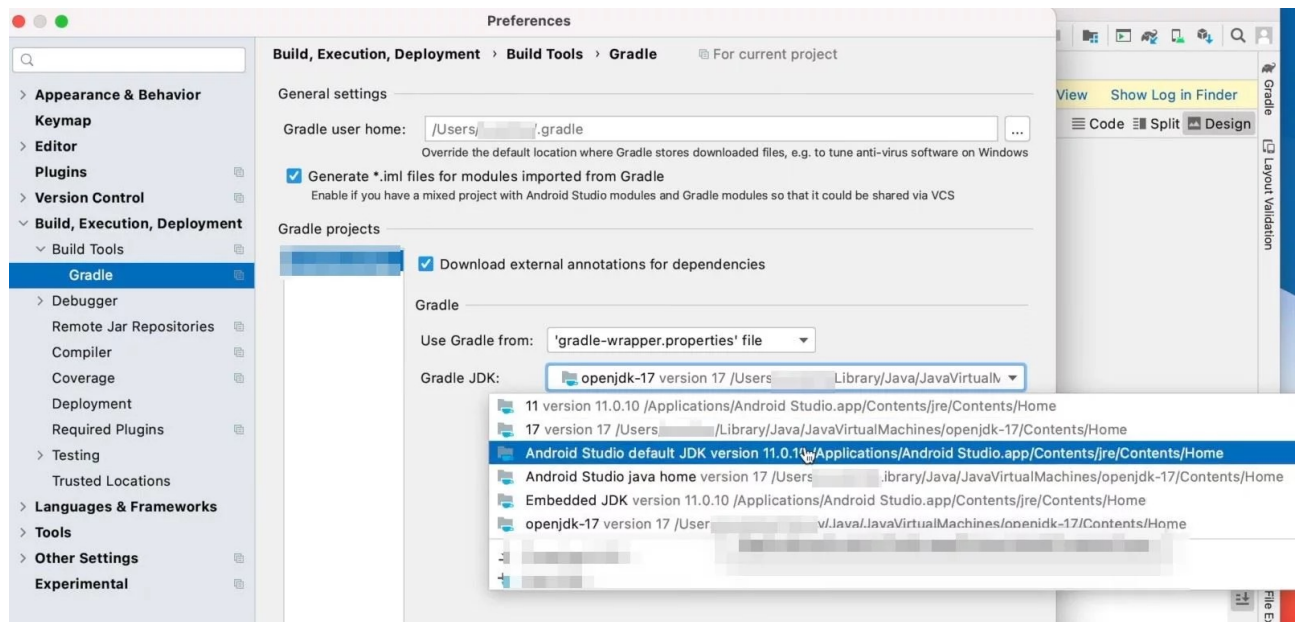 Preferences
Build, Execution, Deployment › Build Tools › Gradle For current project
Appearance & Behavior
Keymap
Editor
Plugins
Version Control
Build, Execution, Deployment
Build Tools
Gradle
Debugger
Remote Jar Repositories
Compiler
Coverage
Deployment
Required Plugins
Testing
Trusted Locations
Languages & Frameworks
Tools
Other Settings
Experimental
General settings
Gradle user home: /Users/ /.gradle ...
Override the default location where Gradle stores downloaded files, e.g. to tune anti-virus software on Windows
Generate *.iml files for modules imported from Gradle
Enable if you have a mixed project with Android Studio modules and Gradle modules so that it could be shared via VCS
Gradle projects
Download external annotations for dependencies
Gradle
Use Gradle from: 'gradle-wrapper.properties' file
Gradle JDK: openjdk-17 version 17 /Users Library/Java/
11 version 11.0.10 /Applications/Android Studio.app/Contents/jre/Contents/Home
17 version 17 /Users /Library/Java/JavaVirtualMachines/openjdk-17/Contents/Home
Android Studio default JDK version /Applications/Android Studio.app/Contents/jre/Contents/Home
Android Studio java home version 17 /Users /Java/JavaVirtualMachines/openjdk-17/Contents/Home
Embedded JDK version 11.0.10 /Applications/Android Studio.app/Contents/jre/Contents/Home
openjdk-17 version 17 /User /Java/JavaVirtualMachines/openjdk-17/Contents/Home
View Show Log in Finder
Code Split Design
Gradle
Layout Validation
File